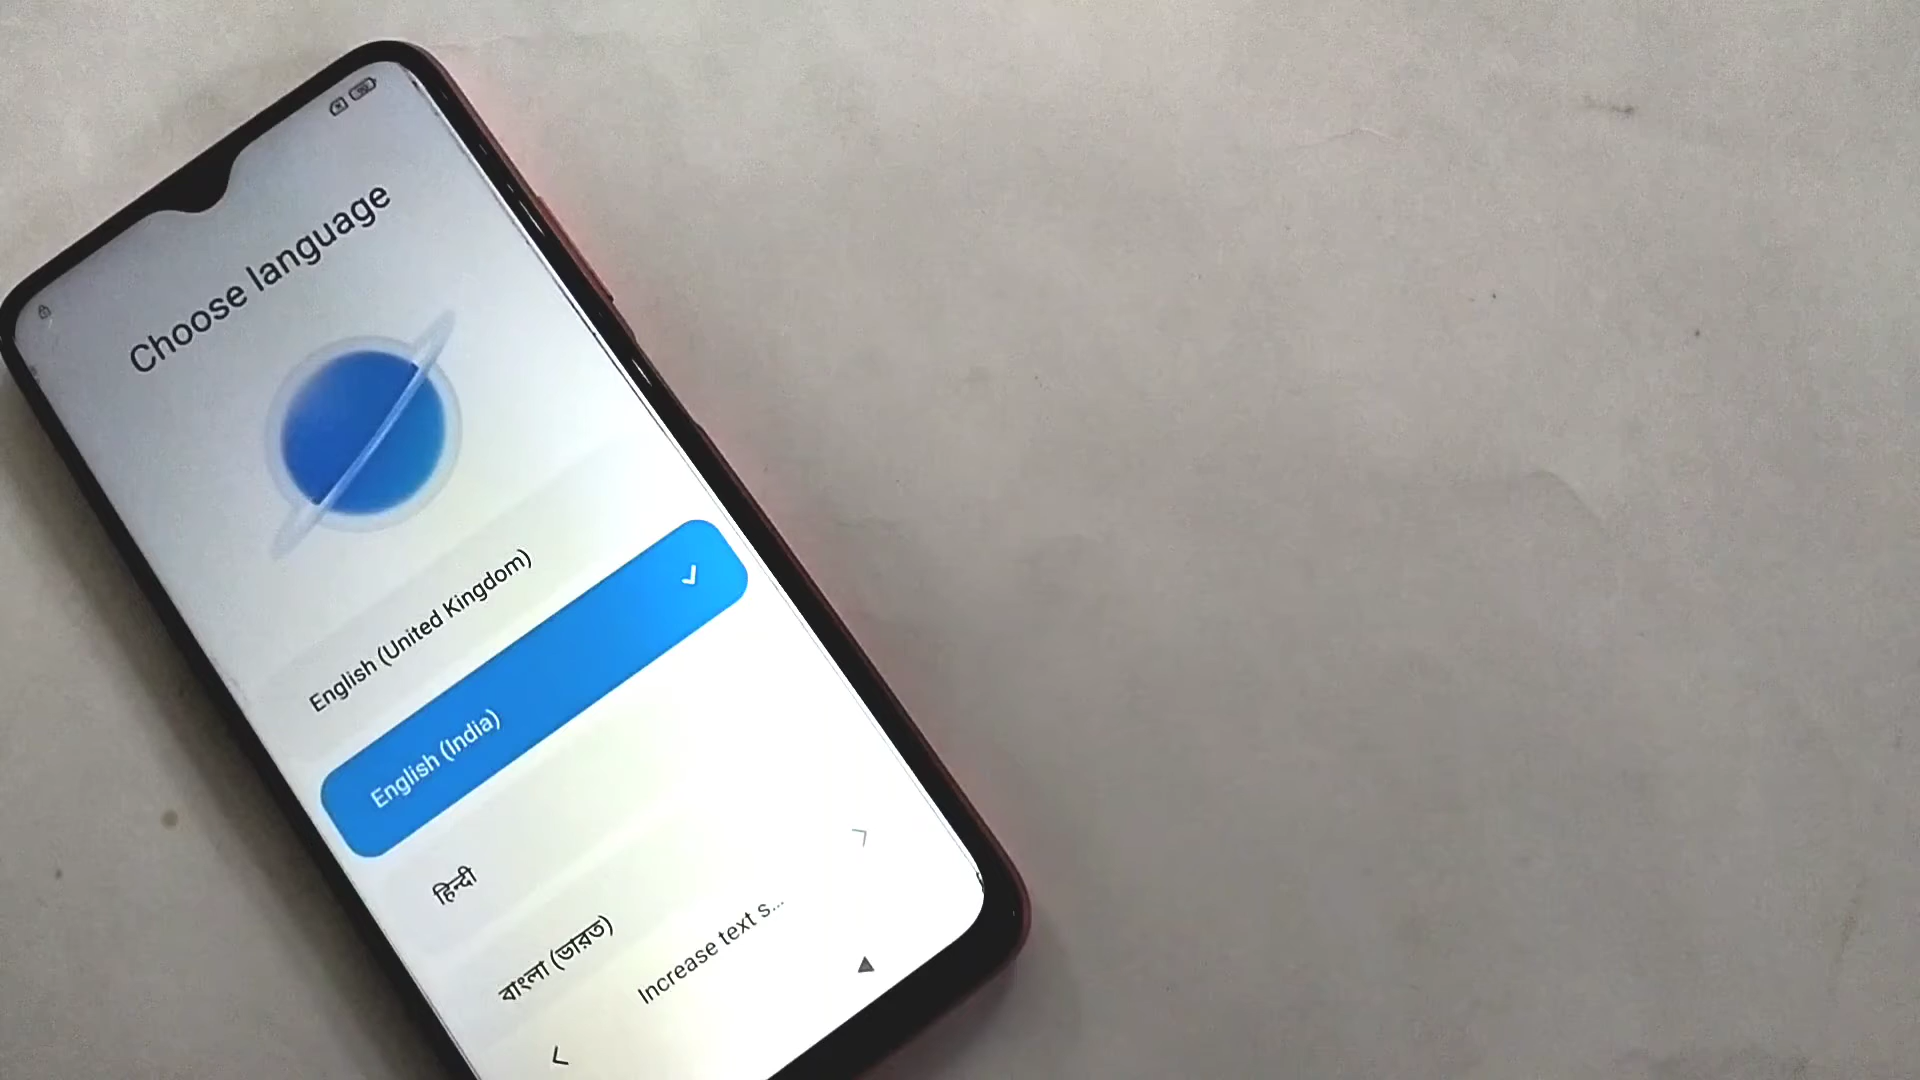 Choose language
English (United Kingdom)
English (India)
हिन्दी
বাংলা (ভারত)
Increase text s...